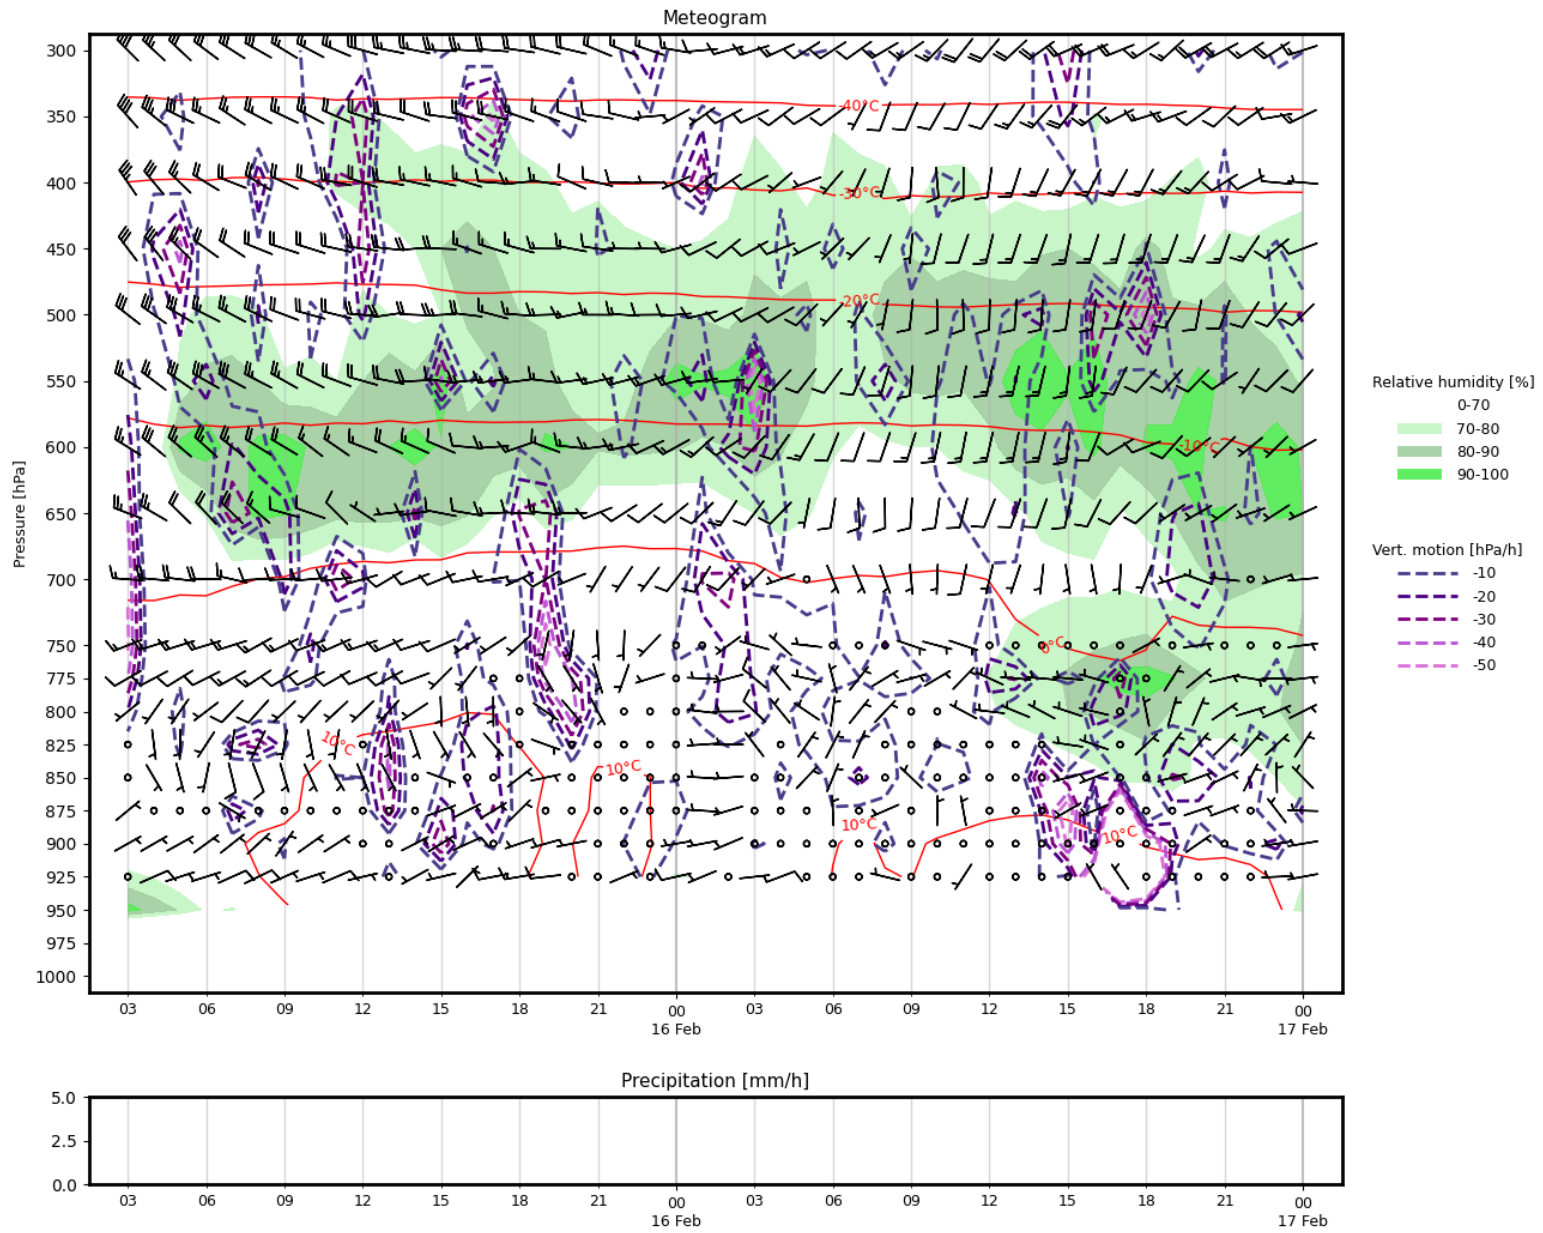 Meteogram
Pressure [hPa]
300
350
400
450
500
550
600
650
700
750
775
800
825
850
875
900
925
950
975
1000
-40°C
-30°C
-20°C
-10°C
0°C
10°C
10°C
10°C
10°C
03 06 09 12 15 18 21 00 03 06 09 12 15 18 21 00
16 Feb 17 Feb
Relative humidity [%]
0-70
70-80
80-90
90-100
Vert. motion [hPa/h]
-10
-20
-30
-40
-50
Precipitation [mm/h]
5.0
2.5
0.0
03 06 09 12 15 18 21 00 03 06 09 12 15 18 21 00
16 Feb 17 Feb